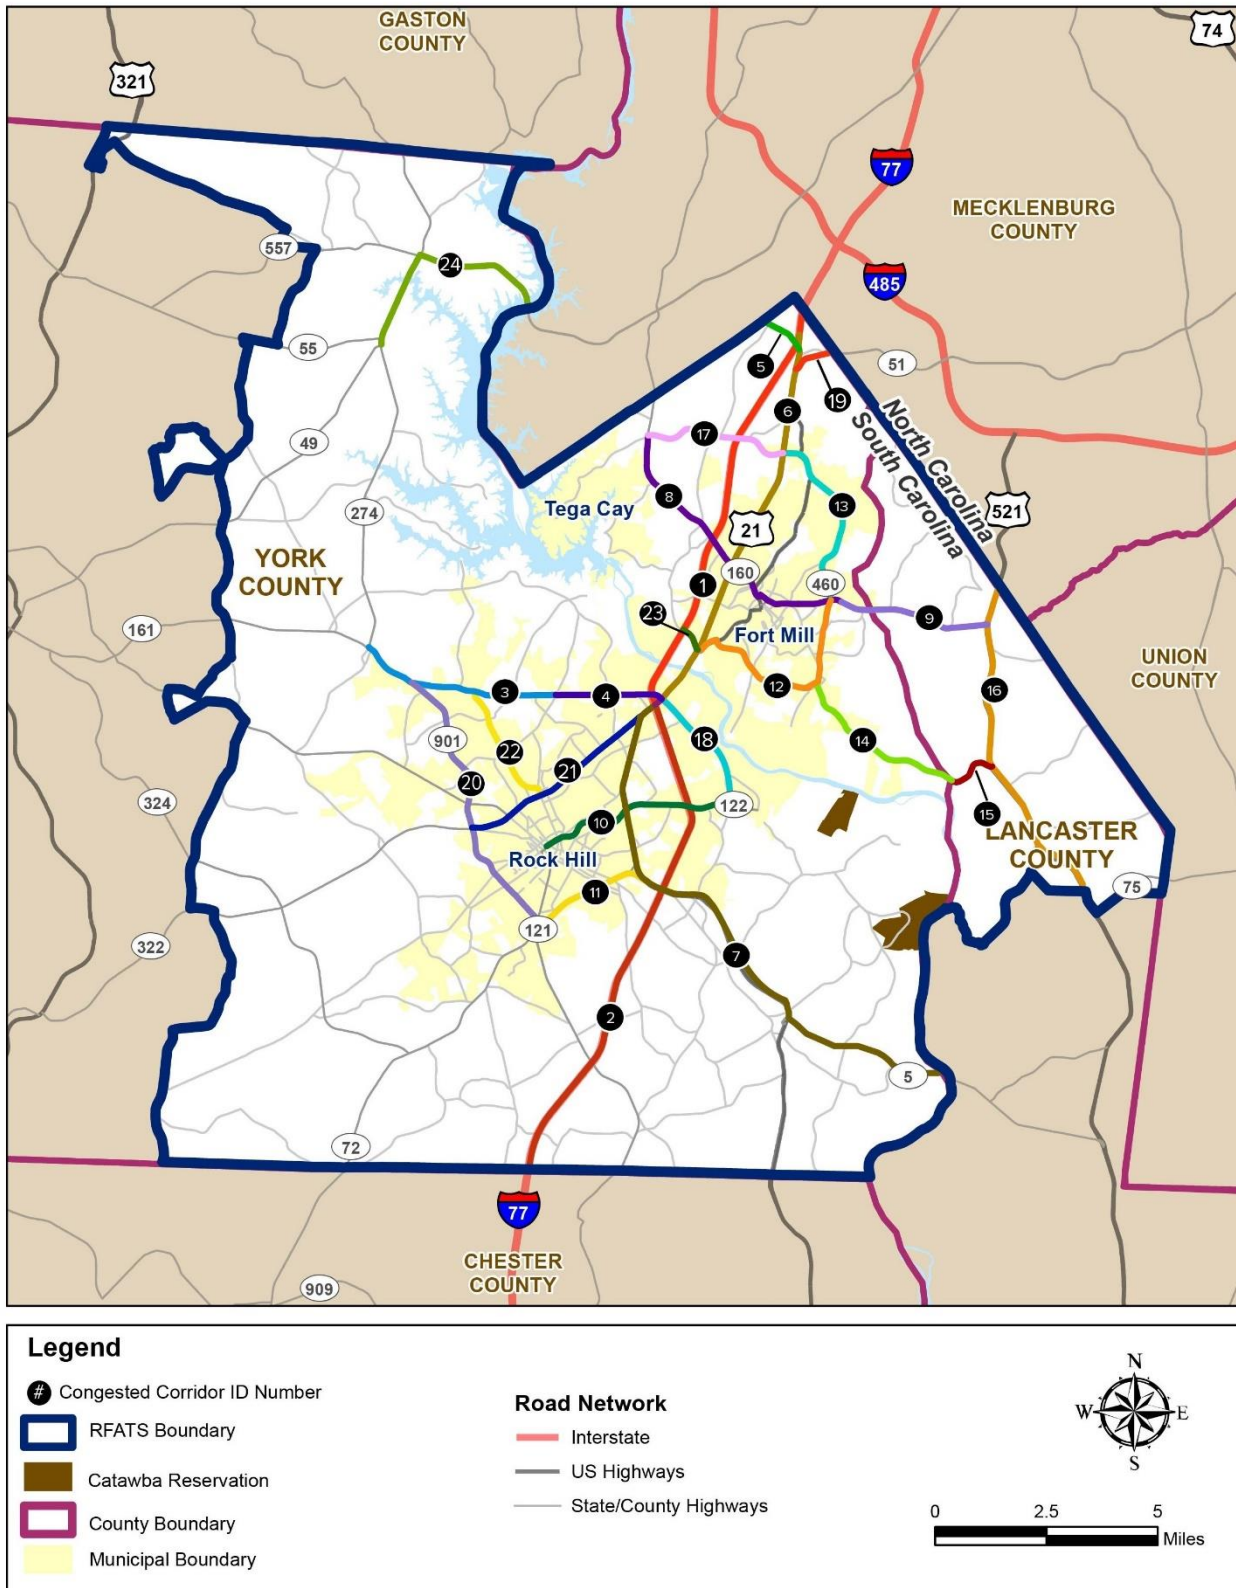 GASTON
COUNTY
74
321
77
MECKLENBURG
COUNTY
557
24
485
55
5
51
19
6
North Carolina
South Carolina
49
17
8
Tega Cay
13
521
274
21
YORK
COUNTY
160
1
460
23
9
161
Fort Mill
UNION
COUNTY
3
4
12
16
901
18
14
22
21
20
324
122
15
10
LANCASTER
COUNTY
Rock Hill
11
75
121
322
7
2
5
72
77
CHESTER
COUNTY
909
Legend
# Congested Corridor ID Number
RFATS Boundary
Catawba Reservation
County Boundary
Municipal Boundary
Road Network
Interstate
US Highways
State/County Highways
N
W E
S
0 2.5 5
Miles